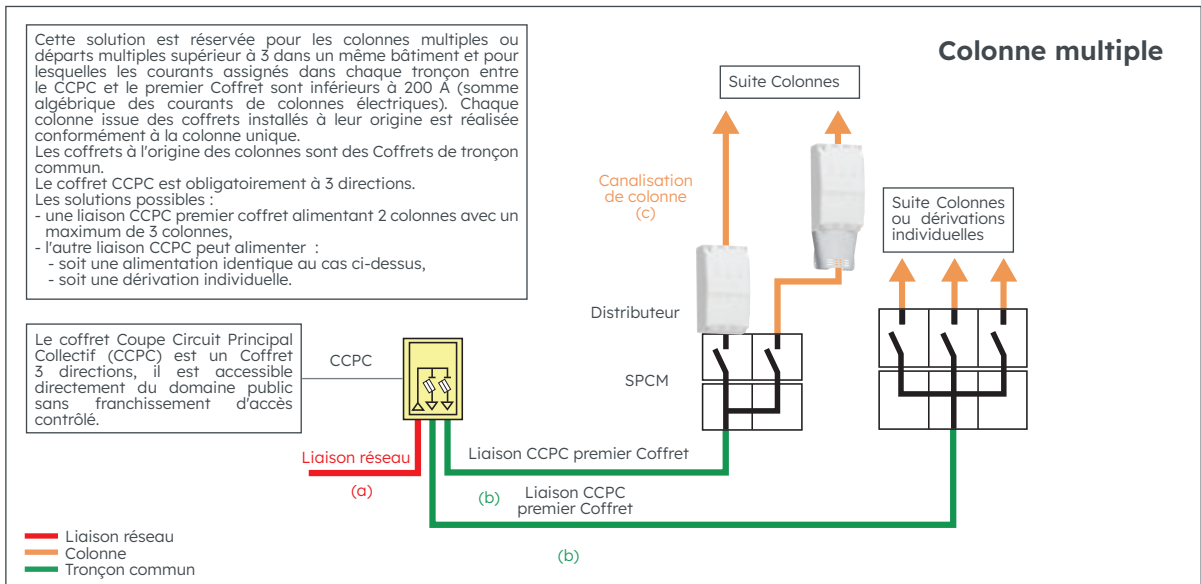 Colonne multiple
Cette solution est réservée pour les colonnes multiples ou
départs multiples supérieur à 3 dans un même bâtiment et pour
lesquelles les courants assignés dans chaque tronçon entre
le CCPC et le premier Coffret sont inférieurs à 200 A (somme
algébrique des courants de colonnes électriques). Chaque
colonne issue des coffrets installés à leur origine est réalisée
conformément à la colonne unique.
Les coffrets à l'origine des colonnes sont des Coffrets de tronçon
commun.
Le coffret CCPC est obligatoirement à 3 directions.
Les solutions possibles :
- une liaison CCPC premier coffret alimentant 2 colonnes avec un
maximum de 3 colonnes,
- l'autre liaison CCPC peut alimenter :
- soit une alimentation identique au cas ci-dessus,
- soit une dérivation individuelle.
Suite Colonnes
Canalisation
de colonne
(c)
Suite Colonnes
ou dérivations
individuelles
Distributeur
SPCM
Le coffret Coupe Circuit Principal
Collectif (CCPC) est un Coffret
3 directions, il est accessible
directement du domaine public
sans franchissement d'accès
contrôlé.
CCPC
Liaison réseau
(a)
Liaison CCPC premier Coffret
(b)
Liaison CCPC
premier Coffret
(b)
Liaison réseau
Colonne
Tronçon commun